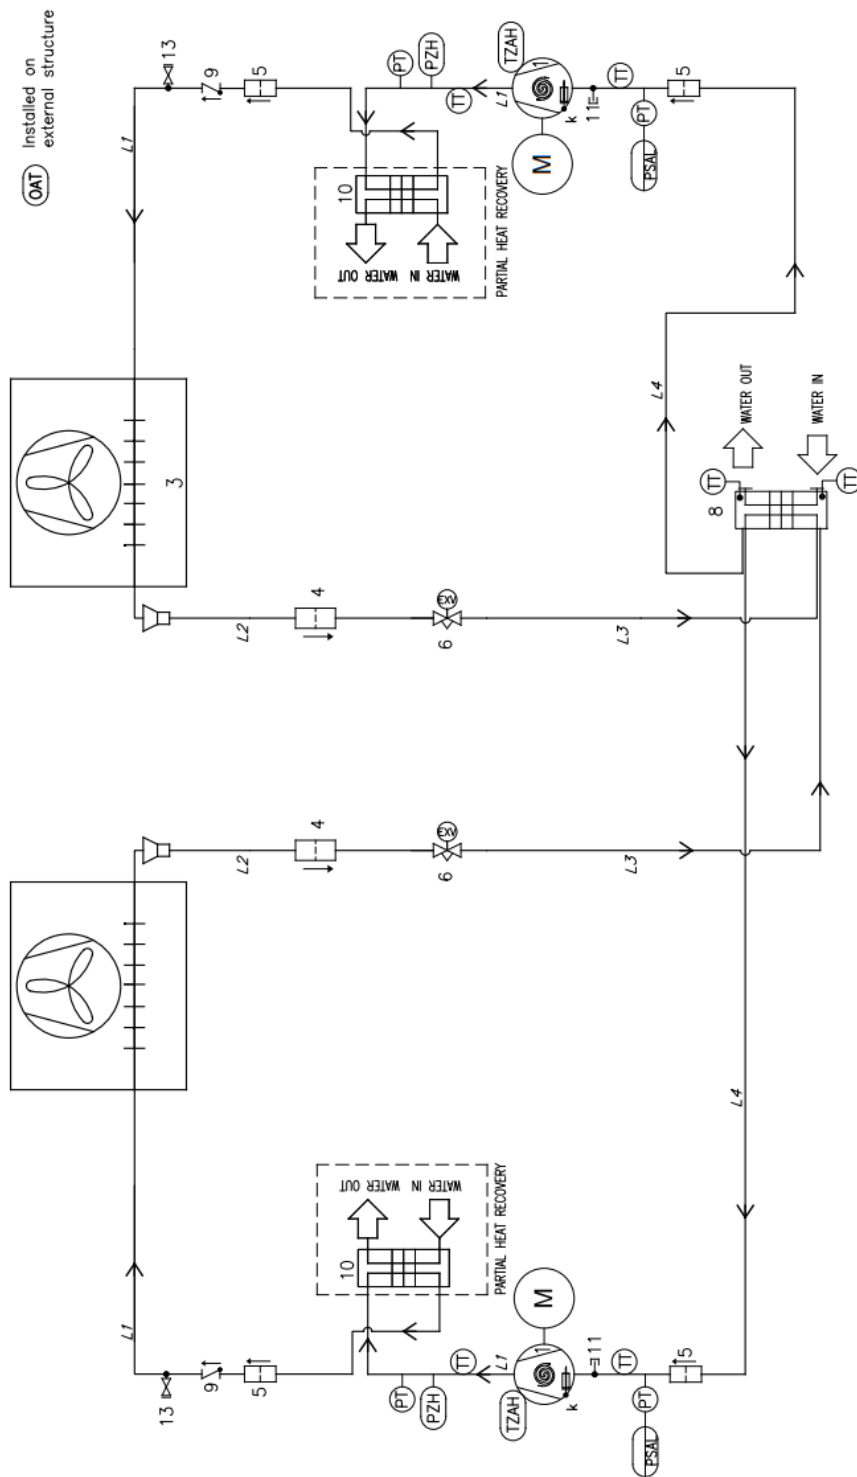 OAT
Installed on
external structure
13
9
5
L1
PT
PZH
TT
TZAH
L1
1
k
M
11
TT
PT
PSAL
5
10
WATER OUT
WATER IN
PARTIAL HEAT RECOVERY
3
L4
WATER OUT
WATER IN
TT
TT
8
L2
4
EXV
6
L3
L2
4
EXV
6
L3
L4
L1
13
9
5
10
WATER OUT
WATER IN
PARTIAL HEAT RECOVERY
PT
PZH
TT
L1
TZAH
1
k
M
11
TT
PT
PSAL
5